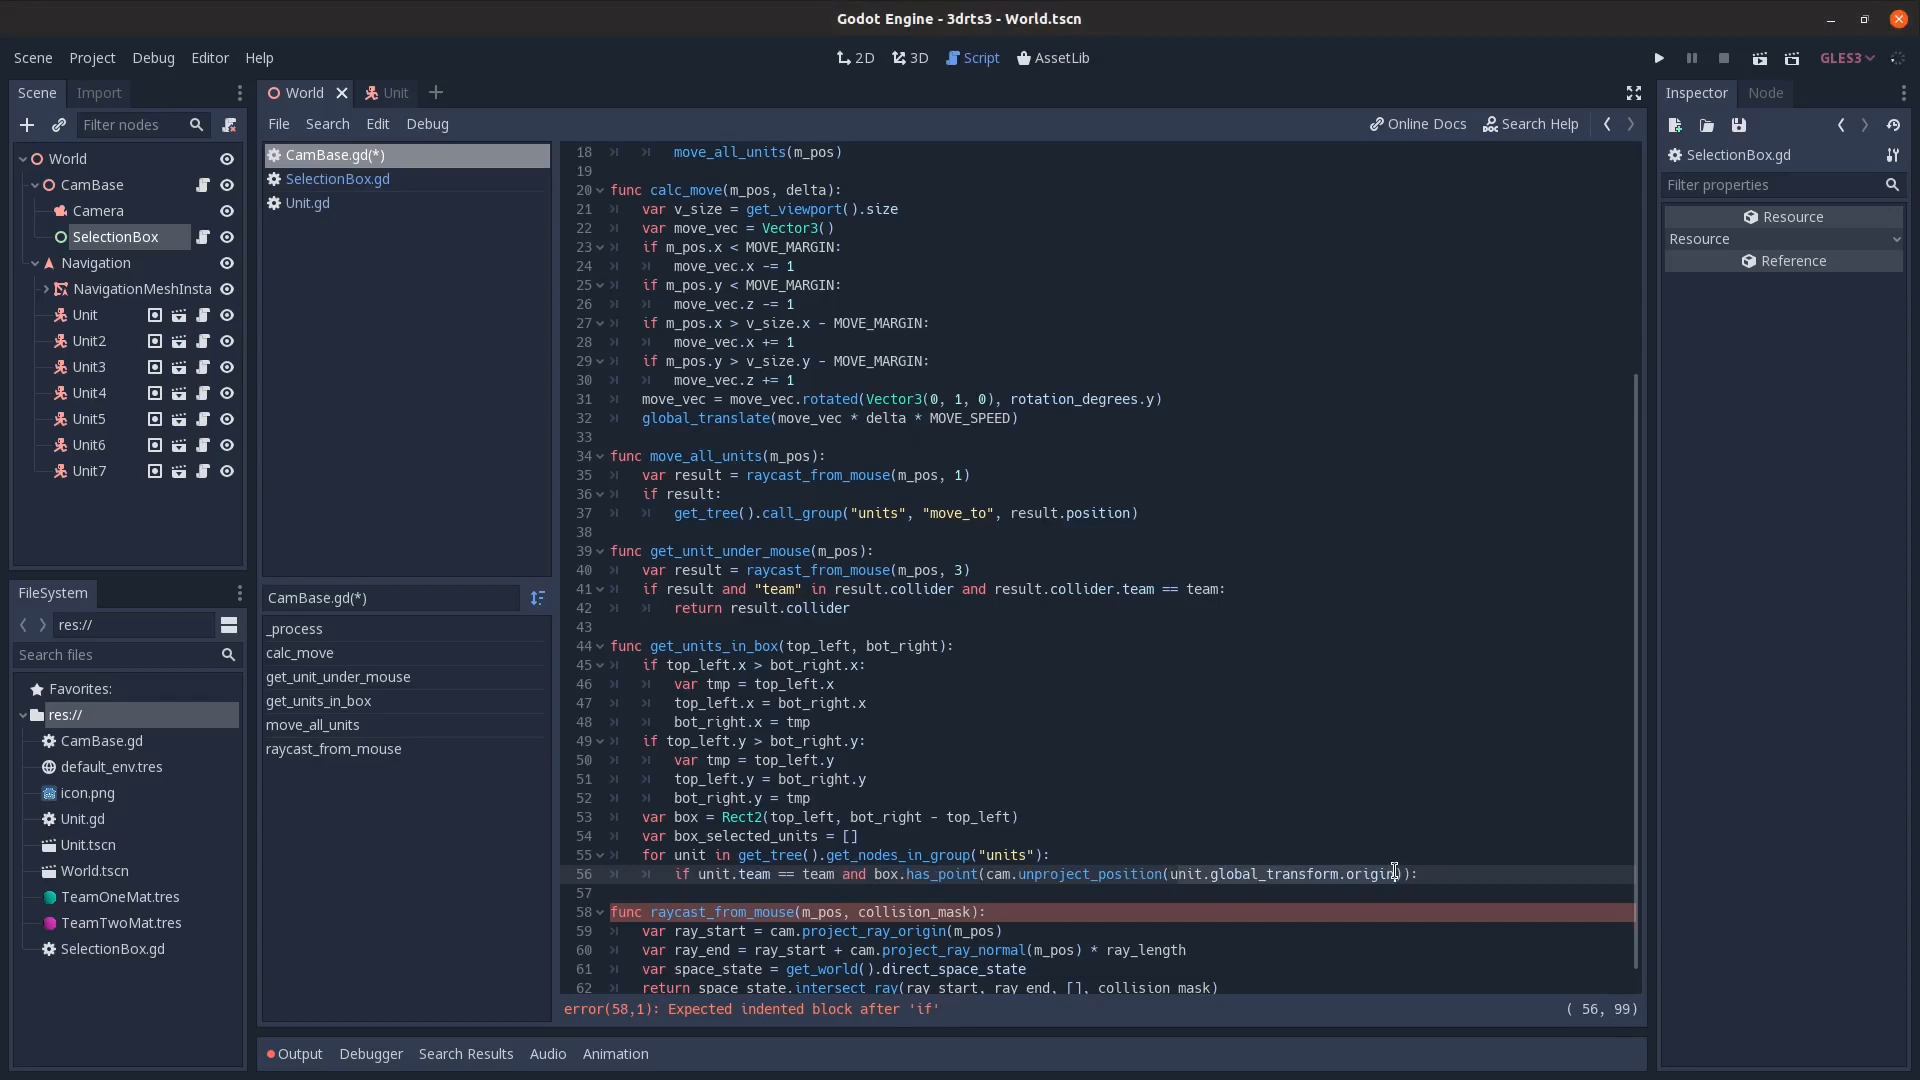 Godot Engine - 3drts3 - World.tscn
Scene Project Debug Editor Help
2D 3D Script AssetLib
GLES3
Scene Import
Filter nodes
World
CamBase
Camera
SelectionBox
Navigation
NavigationMeshInsta
Unit
Unit2
Unit3
Unit4
Unit5
Unit6
Unit7
FileSystem
res://
Search files
Favorites:
res://
CamBase.gd
default_env.tres
icon.png
Unit.gd
Unit.tscn
World.tscn
TeamOneMat.tres
TeamTwoMat.tres
SelectionBox.gd
World Unit
File Search Edit Debug
Online Docs Search Help
CamBase.gd(*)
SelectionBox.gd
Unit.gd
CamBase.gd(*)
_process
calc_move
get_unit_under_mouse
get_units_in_box
move_all_units
raycast_from_mouse
18 move_all_units(m_pos)
19
20 func calc_move(m_pos, delta):
21 var v_size = get_viewport().size
22 var move_vec = Vector3()
23 if m_pos.x < MOVE_MARGIN:
24 move_vec.x -= 1
25 if m_pos.y < MOVE_MARGIN:
26 move_vec.z -= 1
27 if m_pos.x > v_size.x - MOVE_MARGIN:
28 move_vec.x += 1
29 if m_pos.y > v_size.y - MOVE_MARGIN:
30 move_vec.z += 1
31 move_vec = move_vec.rotated(Vector3(0, 1, 0), rotation_degrees.y)
32 global_translate(move_vec * delta * MOVE_SPEED)
33
34 func move_all_units(m_pos):
35 var result = raycast_from_mouse(m_pos, 1)
36 if result:
37 get_tree().call_group("units", "move_to", result.position)
38
39 func get_unit_under_mouse(m_pos):
40 var result = raycast_from_mouse(m_pos, 3)
41 if result and "team" in result.collider and result.collider.team == team:
42 return result.collider
43
44 func get_units_in_box(top_left, bot_right):
45 if top_left.x > bot_right.x:
46 var tmp = top_left.x
47 top_left.x = bot_right.x
48 bot_right.x = tmp
49 if top_left.y > bot_right.y:
50 var tmp = top_left.y
51 top_left.y = bot_right.y
52 bot_right.y = tmp
53 var box = Rect2(top_left, bot_right - top_left)
54 var box_selected_units = []
55 for unit in get_tree().get_nodes_in_group("units"):
56 if unit.team == team and box.has_point(cam.unproject_position(unit.global_transform.origin)):
57
58 func raycast_from_mouse(m_pos, collision_mask):
59 var ray_start = cam.project_ray_origin(m_pos)
60 var ray_end = ray_start + cam.project_ray_normal(m_pos) * ray_length
61 var space_state = get_world().direct_space_state
62 return space_state.intersect_ray(ray_start, ray_end, [], collision_mask)
error(58,1): Expected indented block after 'if'
( 56, 99)
Output Debugger Search Results Audio Animation
Inspector Node
SelectionBox.gd
Filter properties
Resource
Resource
Reference